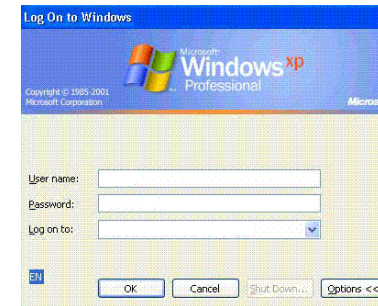 Log On to Windows
Microsoft
Windows xp
Professional
Copyright © 1985-2001
Microsoft Corporation
Micros
User name:
Password:
Log on to:
EN
OK Cancel Shut Down... Options <<